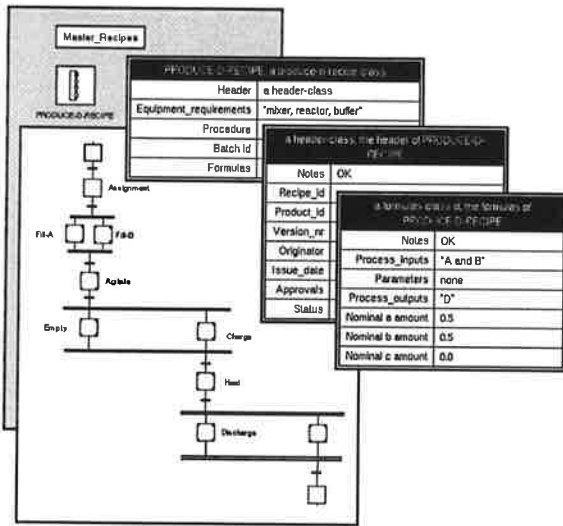 Master_Recipes
PRODUCE-D-RECIPE
PRODUCE-D-RECIPE, a produce-d-recipe-class
Header a header-class
Equipment_requirements "mixer, reactor, buffer"
Procedure
Batch id
Formulas
a header-class, the header of PRODUCE-D-
RECIPE
Notes OK
Recipe_id
Product_id
Version_nr
Originator
Issue_date
Approvals
Status
the formulas of
PRODUCE-D-RECIPE
Notes OK
Process_inputs "A and B"
Parameters none
Process_outputs "D"
Nominal a amount 0.5
Nominal b amount 0.5
Nominal c amount 0.0
Assignment
Fill-A Fill-B
Agitate
Empty Charge
Heat
Discharge